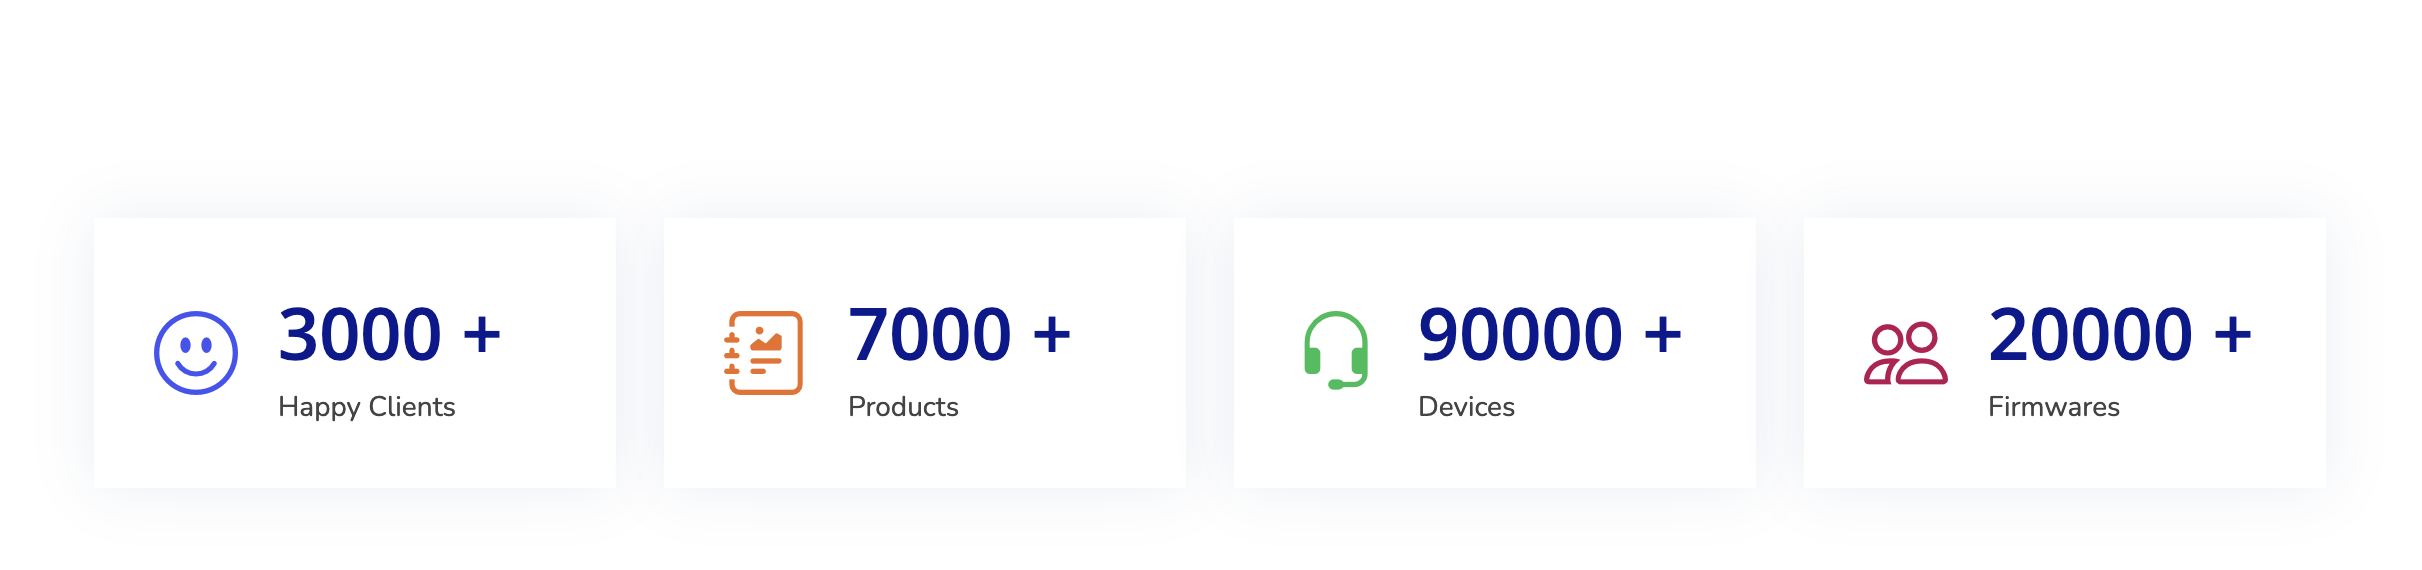 3000 +
Happy Clients
7000 +
Products
90000 +
Devices
20000 +
Firmwares